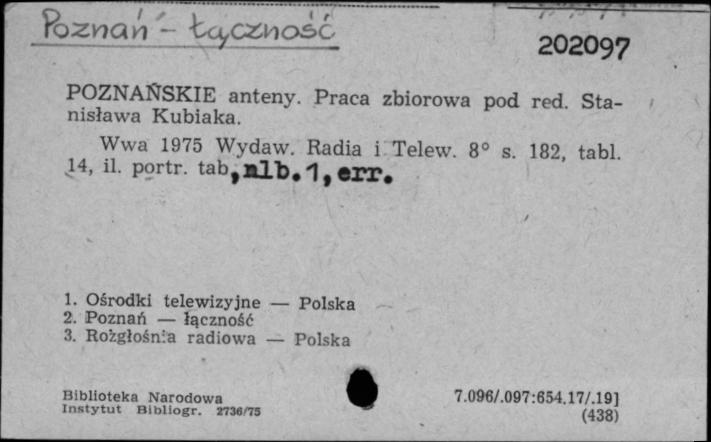 Poznań - łączność
202097
POZNAŃSKIE anteny. Praca zbiorowa pod red. Sta-
nisława Kubiaka.
Wwa 1975 Wydaw. Radia i Telew. 8° s. 182, tabl.
14, il. portr. tab, nlb. 1, err.
1. Ośrodki telewizyjne — Polska
2. Poznań — łączność
3. Rozgłośnia radiowa — Polska
Biblioteka Narodowa
Instytut Bibliogr. 2736/75
7.096/.097:654.17/.19]
(438)